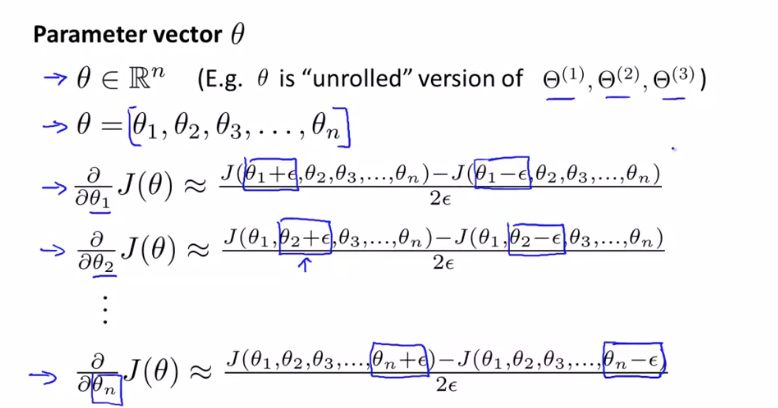 Parameter vector θ
→ θ ∈ ℝⁿ (E.g. θ is “unrolled” version of Θ⁽¹⁾, Θ⁽²⁾, Θ⁽³⁾)
→ θ = [θ₁, θ₂, θ₃, . . . , θₙ]
→ ∂/∂θ₁ J(θ) ≈ J(θ₁+ϵ,θ₂,θ₃,...,θₙ)−J(θ₁−ϵ,θ₂,θ₃,...,θₙ)/2ϵ
→ ∂/∂θ₂ J(θ) ≈ J(θ₁,θ₂+ϵ,θ₃,...,θₙ)−J(θ₁,θ₂−ϵ,θ₃,...,θₙ)/2ϵ
⋮
→ ∂/∂θₙ J(θ) ≈ J(θ₁,θ₂,θ₃,...,θₙ+ϵ)−J(θ₁,θ₂,θ₃,...,θₙ−ϵ)/2ϵ